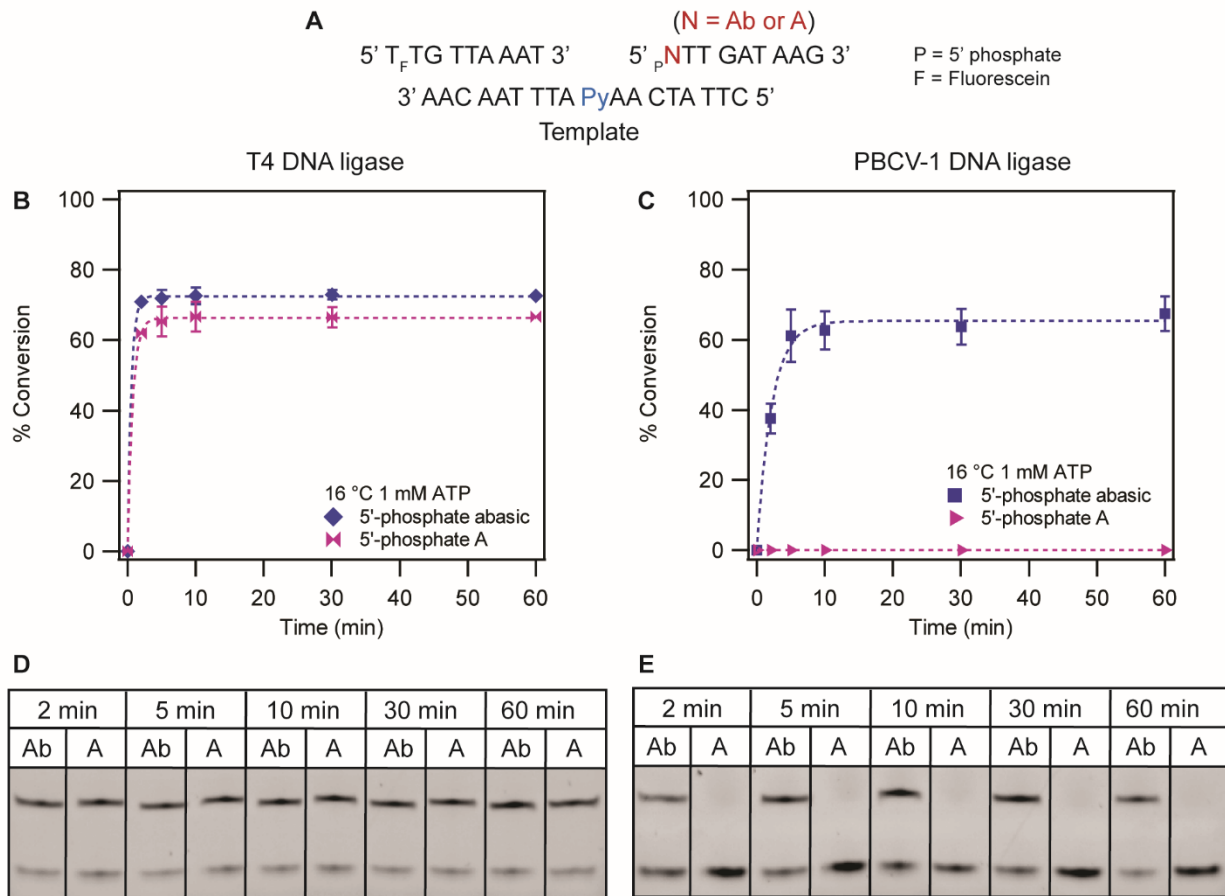 A
(N = Ab or A)
5' TFTG TTA AAT 3' 5' PNTT GAT AAG 3'
P = 5' phosphate
F = Fluorescein
3' AAC AAT TTA PyAA CTA TTC 5'
Template
T4 DNA ligase
B
% Conversion
100
80
60
40
20
0
16 °C 1 mM ATP
5'-phosphate abasic
5'-phosphate A
0 10 20 30 40 50 60
Time (min)
PBCV-1 DNA ligase
C
% Conversion
100
80
60
40
20
0
16 °C 1 mM ATP
5'-phosphate abasic
5'-phosphate A
0 10 20 30 40 50 60
Time (min)
D
2 min 5 min 10 min 30 min 60 min
Ab A Ab A Ab A Ab A Ab A
E
2 min 5 min 10 min 30 min 60 min
Ab A Ab A Ab A Ab A Ab A